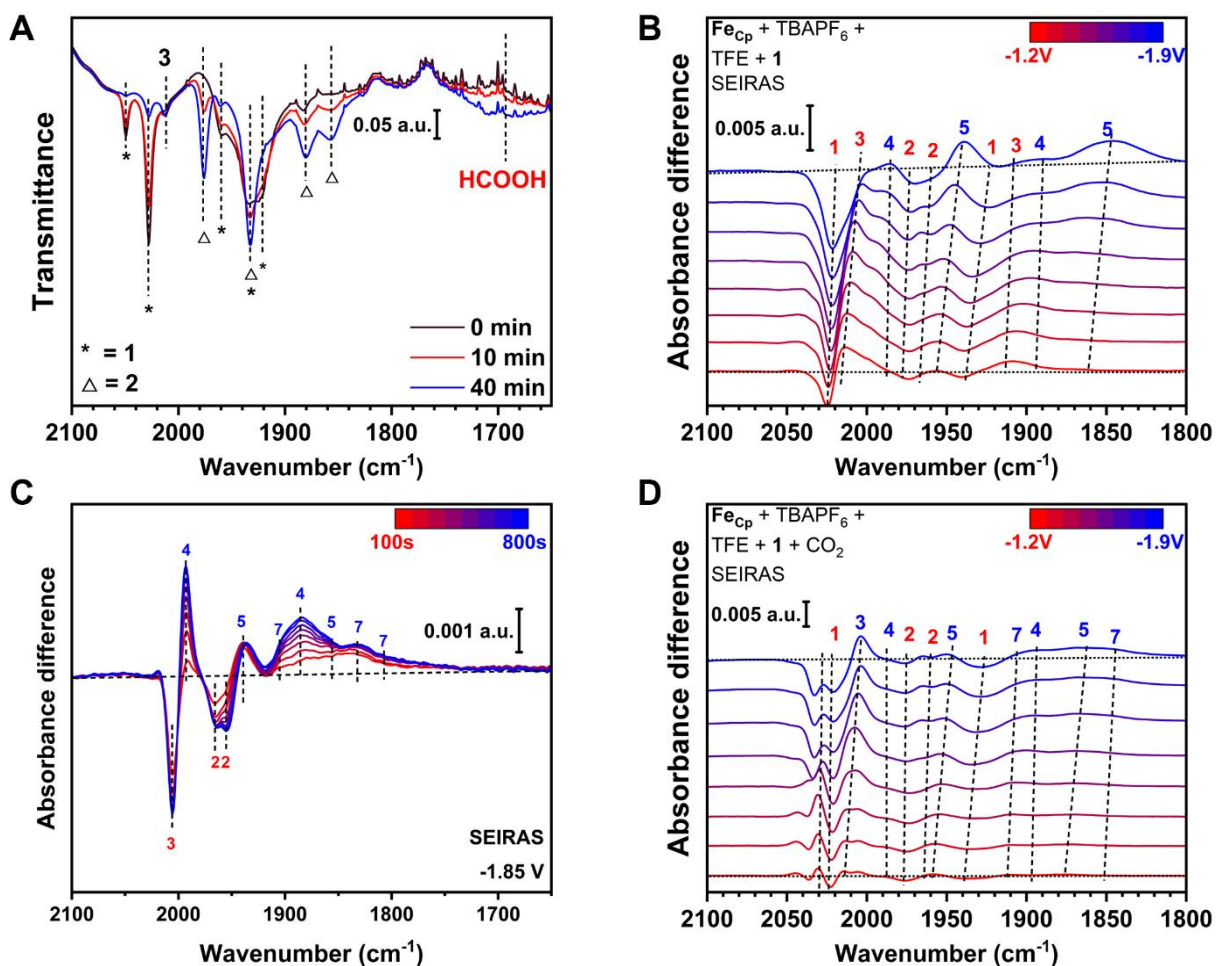 A
3
0.05 a.u.
*
△
*
△
*
△
△
*
HCOOH
* = 1
△ = 2
0 min
10 min
40 min
Transmittance
2100 2000 1900 1800 1700
Wavenumber (cm-1)
B
FeCp + TBAPF6 +
TFE + 1
SEIRAS
-1.2V -1.9V
0.005 a.u.
1 3 4 2 2 5 1 3 4 5
Absorbance difference
2100 2050 2000 1950 1900 1850 1800
Wavenumber (cm-1)
C
100s 800s
4
5 7 4 5 7 7
0.001 a.u.
22
3
SEIRAS
-1.85 V
Absorbance difference
2100 2000 1900 1800 1700
Wavenumber (cm-1)
D
FeCp + TBAPF6 +
TFE + 1 + CO2
SEIRAS
-1.2V -1.9V
0.005 a.u.
1 3 4 2 2 5 1 7 4 5 7
Absorbance difference
2100 2050 2000 1950 1900 1850 1800
Wavenumber (cm-1)